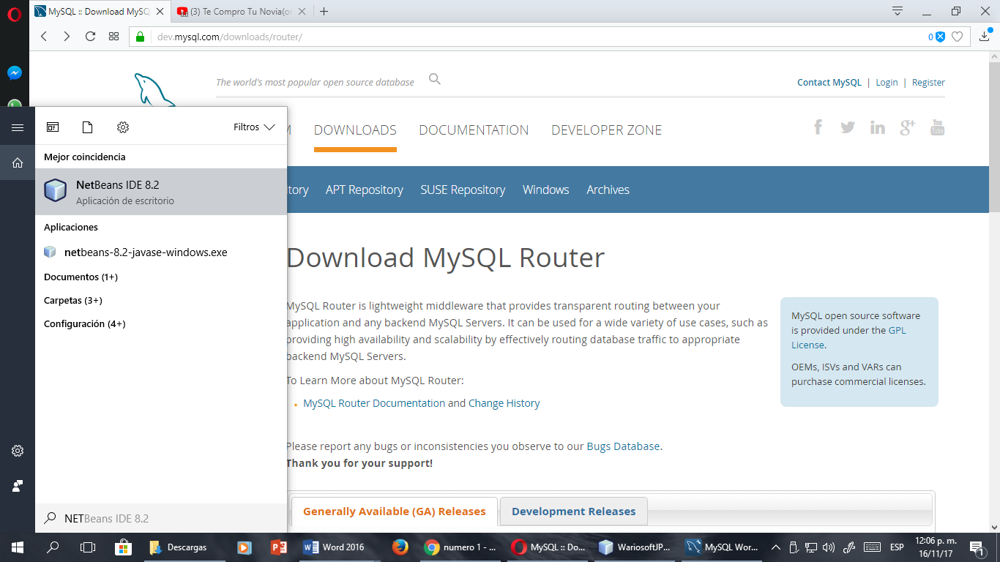 MySQL :: Download MySQL
(3) Te Compro Tu Novia(or
dev.mysql.com/downloads/router/
0
The world's most popular open source database
Contact MySQL | Login | Register
M
DOWNLOADS
DOCUMENTATION
DEVELOPER ZONE
You Tube
itory
APT Repository
SUSE Repository
Windows
Archives
Filtros
Mejor coincidencia
NetBeans IDE 8.2
Aplicación de escritorio
Aplicaciones
netbeans-8.2-javase-windows.exe
Documentos (1+)
Carpetas (3+)
Configuración (4+)
NETBeans IDE 8.2
Download MySQL Router
MySQL Router is lightweight middleware that provides transparent routing between your
application and any backend MySQL Servers. It can be used for a wide variety of use cases, such as
providing high availability and scalability by effectively routing database traffic to appropriate
backend MySQL Servers.
To Learn More about MySQL Router:
MySQL Router Documentation and Change History
Please report any bugs or inconsistencies you observe to our Bugs Database.
Thank you for your support!
MySQL open source software
is provided under the GPL
License.
OEMs, ISVs and VARs can
purchase commercial licenses.
Generally Available (GA) Releases
Development Releases
Descargas
Word 2016
numero 1 - ...
MySQL :: Do...
WariosoftJP...
MySQL Wor...
ESP
12:06 p. m.
16/11/17
1